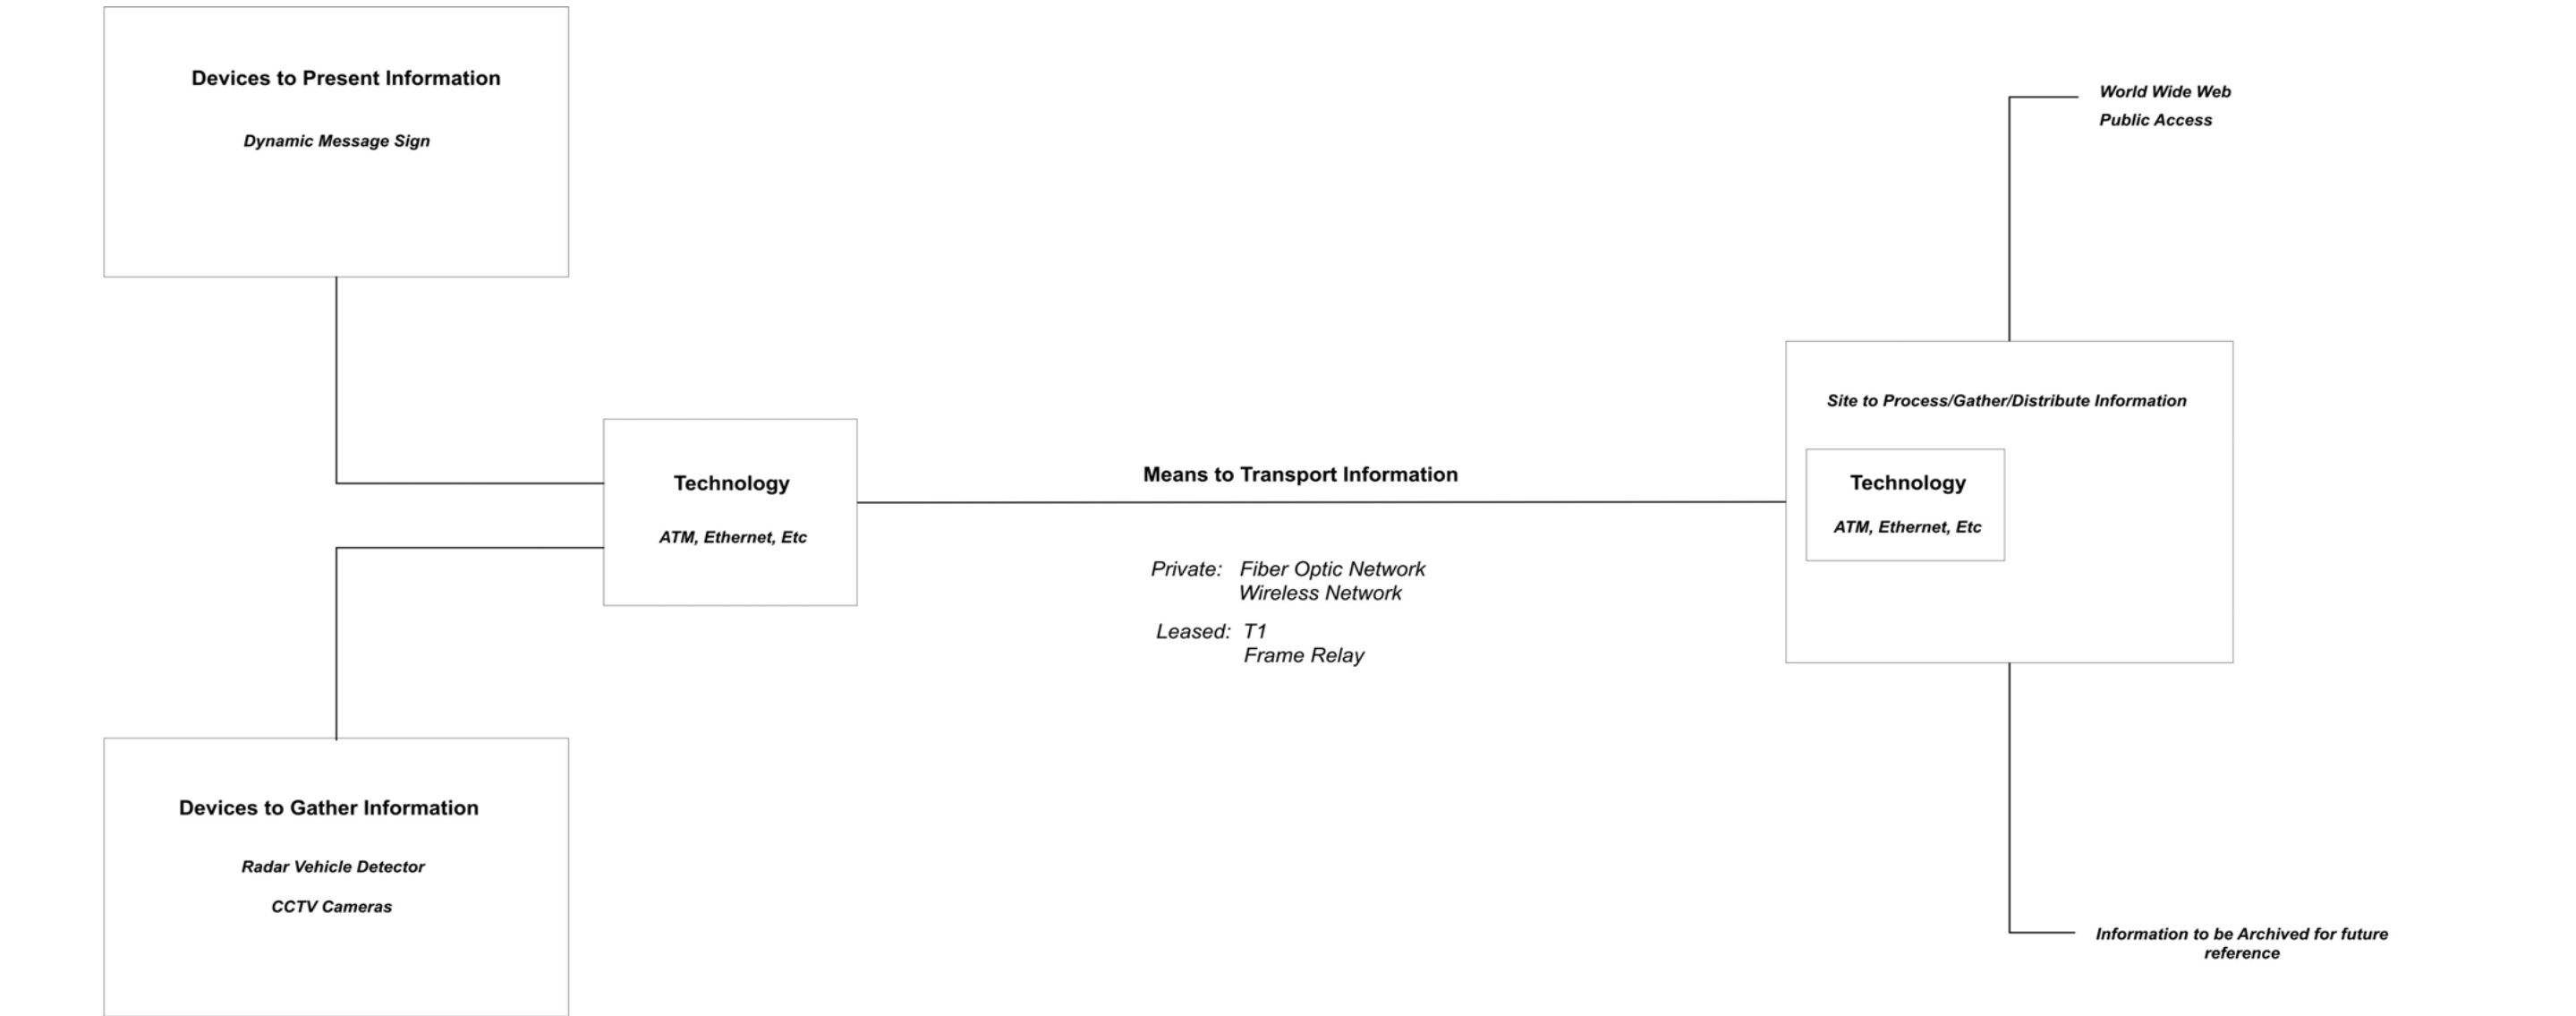 Devices to Present Information
Dynamic Message Sign
World Wide Web
Public Access
Site to Process/Gather/Distribute Information
Technology
ATM, Ethernet, Etc
Means to Transport Information
Technology
ATM, Ethernet, Etc
Private: Fiber Optic Network
Wireless Network
Leased: T1
Frame Relay
Devices to Gather Information
Radar Vehicle Detector
CCTV Cameras
Information to be Archived for future
reference